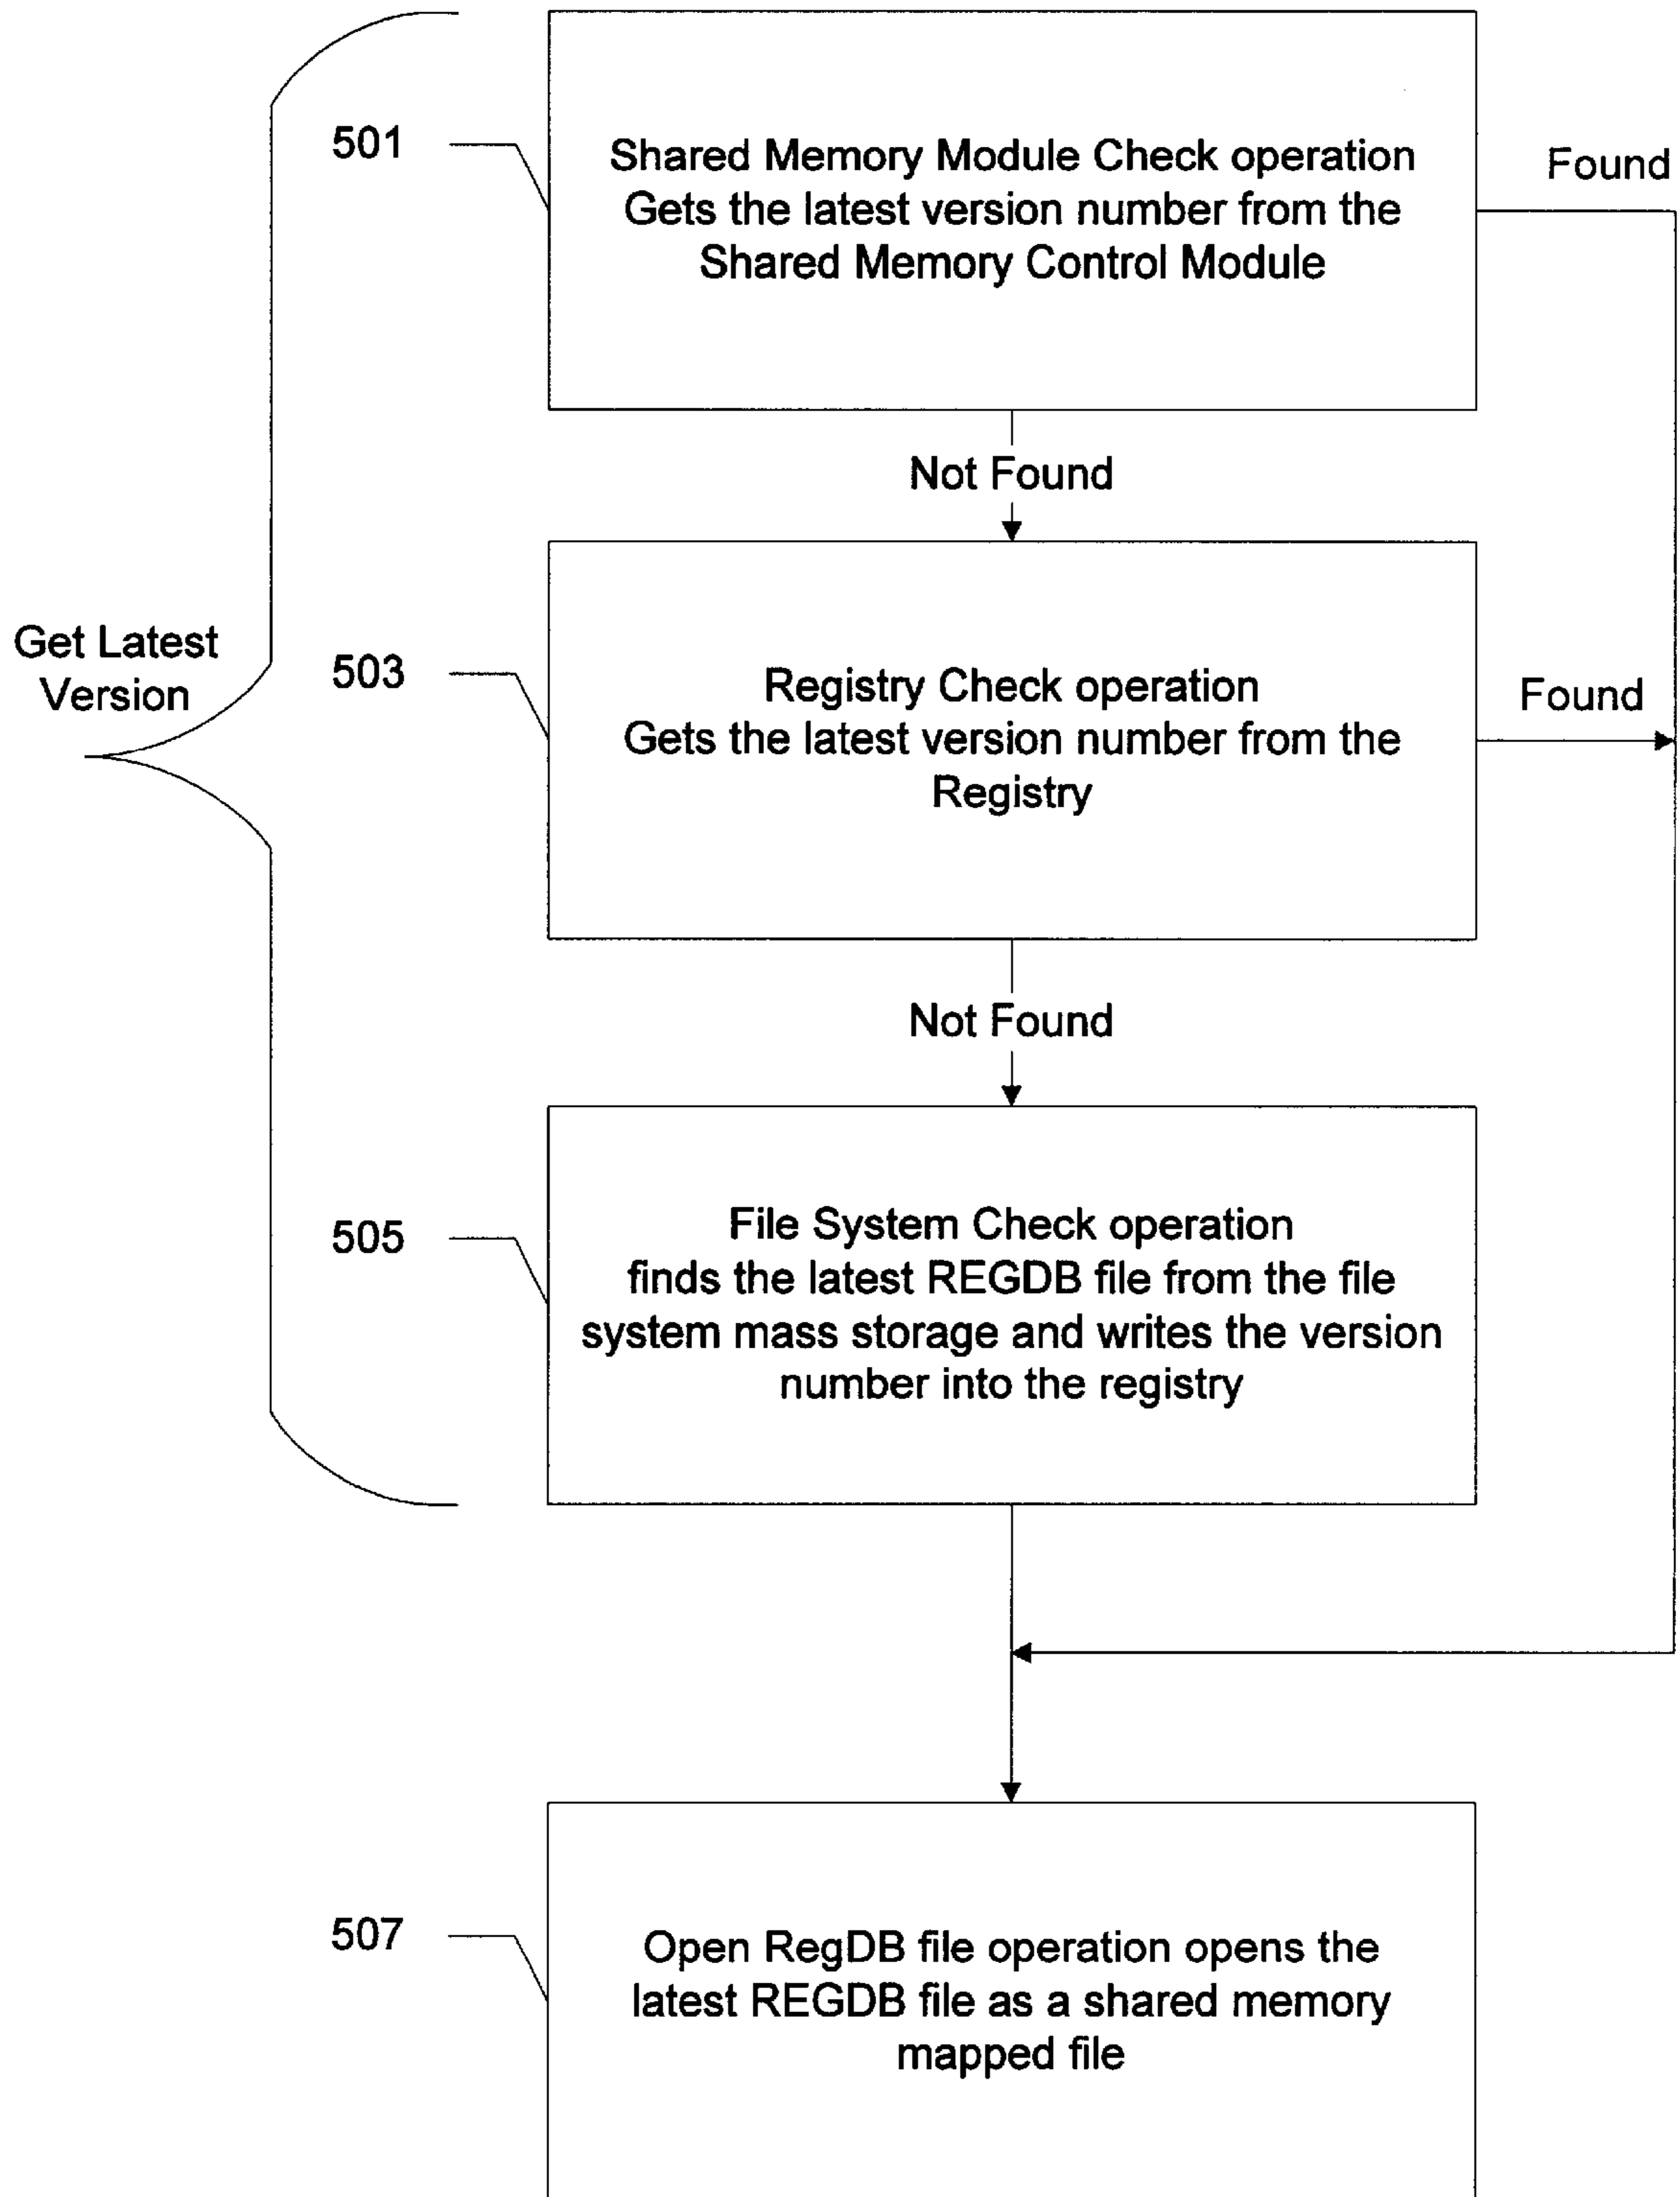 501
Shared Memory Module Check operation
Gets the latest version number from the
Shared Memory Control Module
Found
Not Found
Get Latest
Version
503
Registry Check operation
Gets the latest version number from the
Registry
Found
Not Found
505
File System Check operation
finds the latest REGDB file from the file
system mass storage and writes the version
number into the registry
507
Open RegDB file operation opens the
latest REGDB file as a shared memory
mapped file